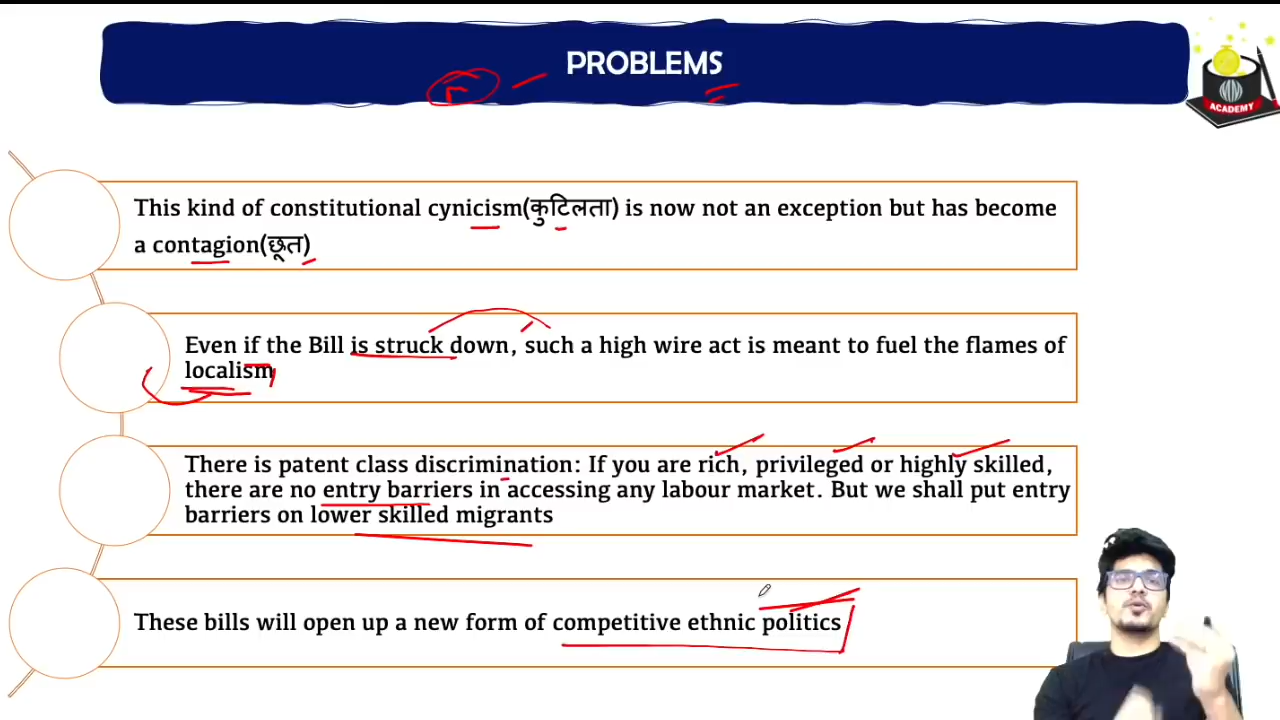 PROBLEMS
ACADEMY
This kind of constitutional cynicism(कुटिलता) is now not an exception but has become
a contagion(छूत)
Even if the Bill is struck down, such a high wire act is meant to fuel the flames of
localism
There is patent class discrimination: If you are rich, privileged or highly skilled,
there are no entry barriers in accessing any labour market. But we shall put entry
barriers on lower skilled migrants
These bills will open up a new form of competitive ethnic politics